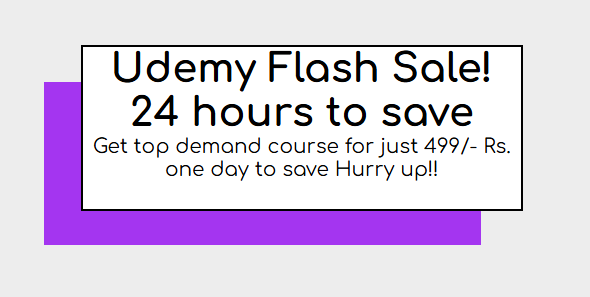 Udemy Flash Sale!
24 hours to save
Get top demand course for just 499/- Rs.
one day to save Hurry up!!